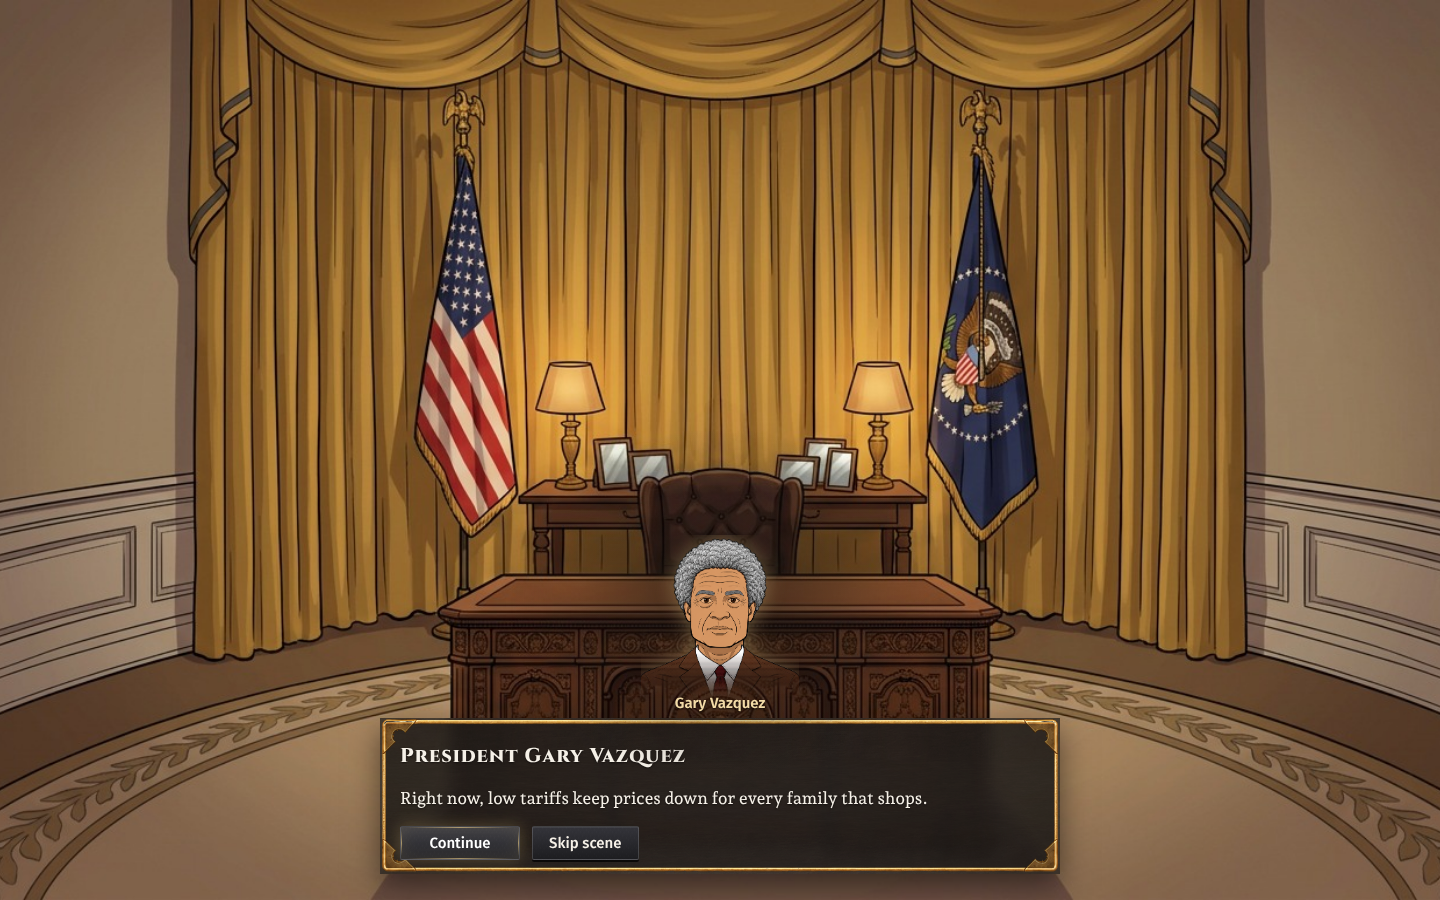 Gary Vazquez
President Gary Vazquez
Right now, low tariffs keep prices down for every family that shops.
Continue
Skip scene